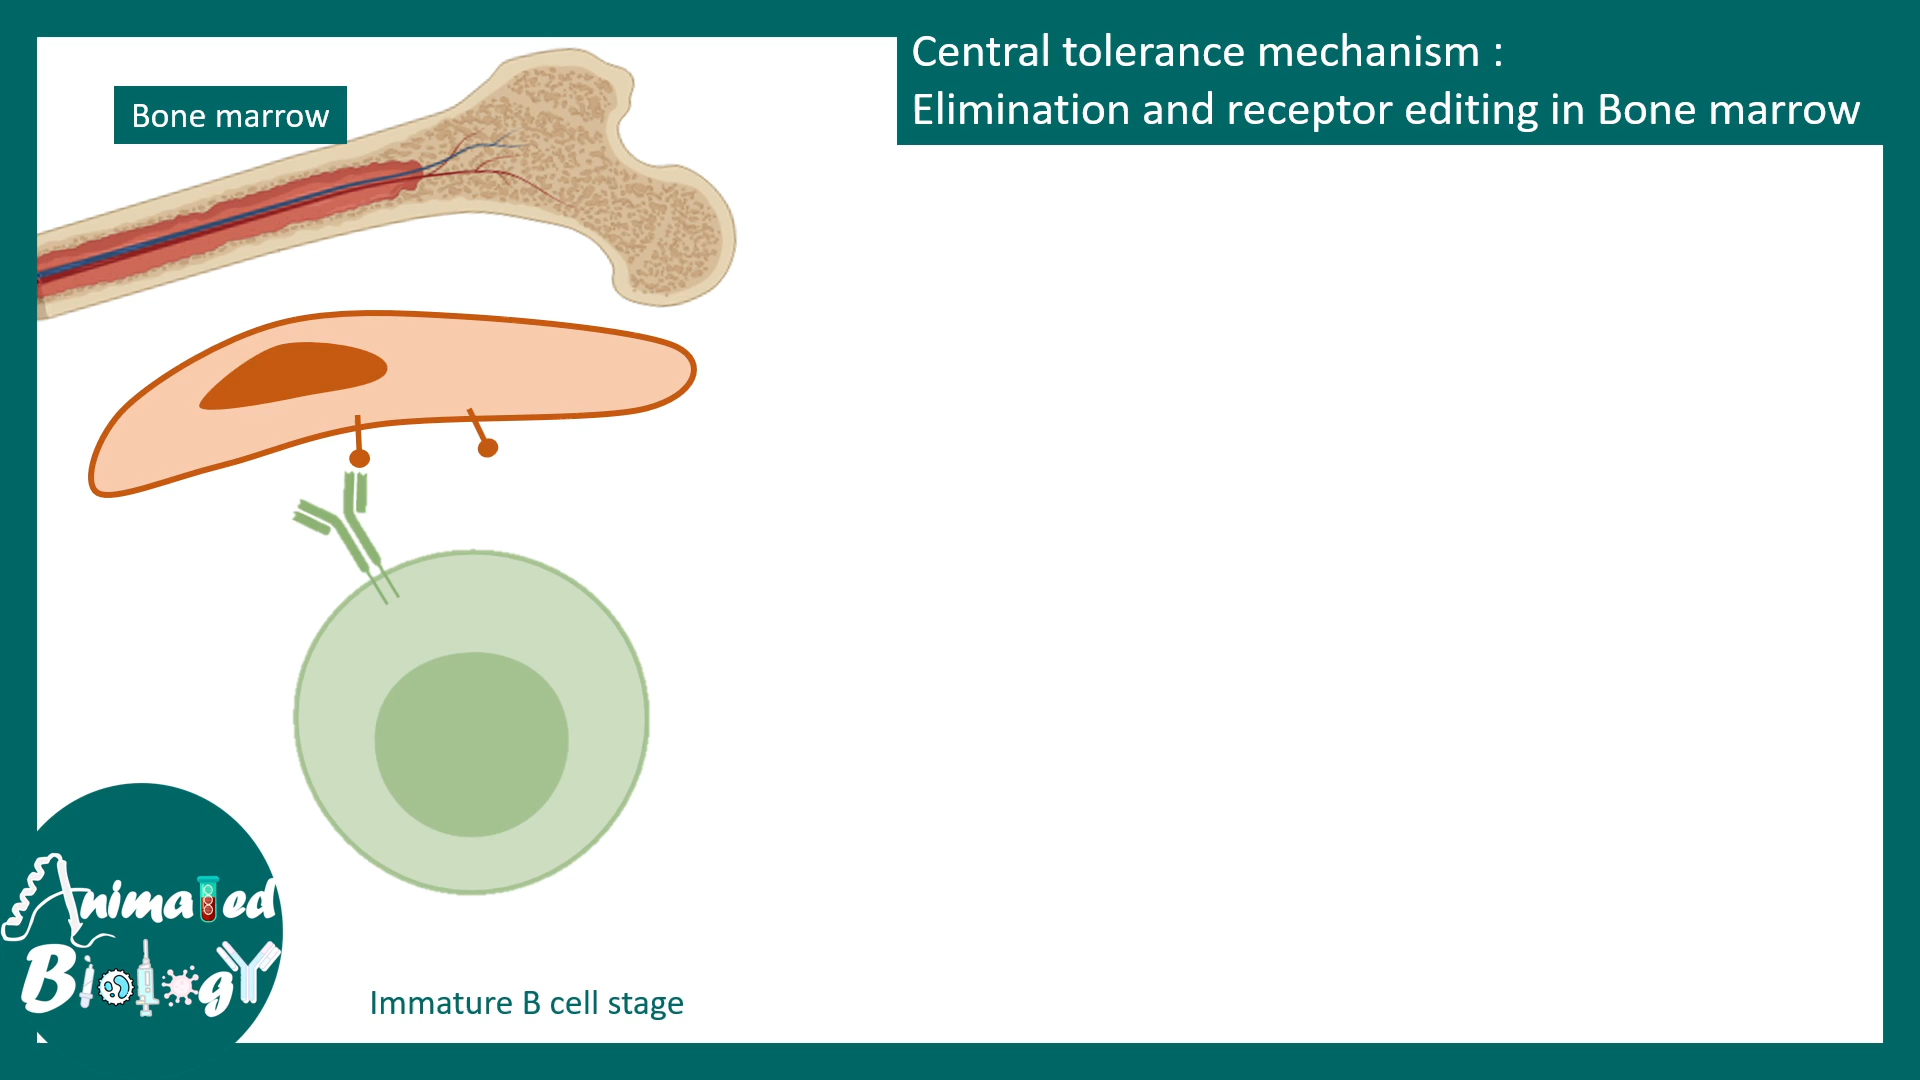 Central tolerance mechanism :
Elimination and receptor editing in Bone marrow
Bone marrow
Animated
Biology
Immature B cell stage